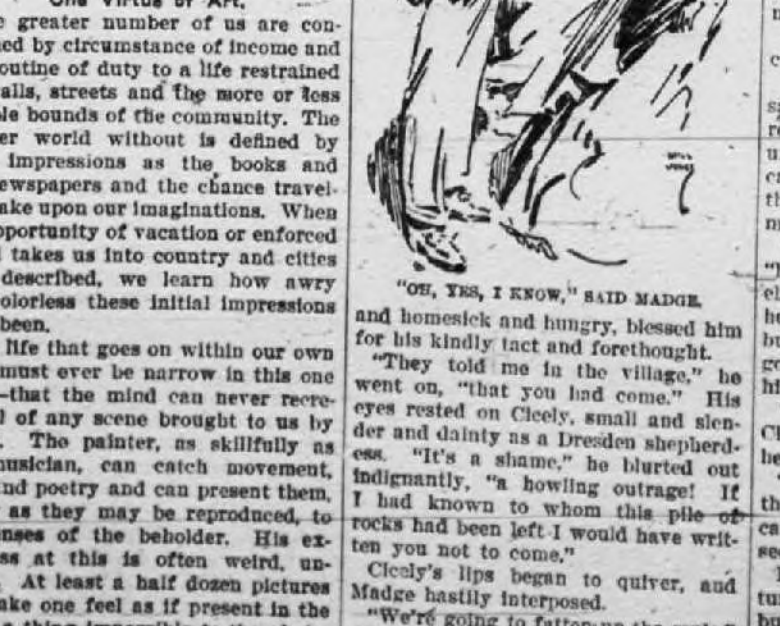 One Virtue of Art.
greater number of us are con-
ed by circumstance of income and
outine of duty to a life restrained
alls, streets and the more or less
le bounds of the community. The
er world without is defined by
impressions as the books and
ewspapers and the chance travel-
ake upon our imaginations. When
pportunity of vacation or enforced
takes us into country and cities
described, we learn how awry
olorless these initial impressions
been.
life that goes on within our own
must ever be narrow in this one
—that the mind can never recre-
of any scene brought to us by
. The painter, as skillfully as
musician, can catch movement,
nd poetry and can present them,
as they may be reproduced, to
enses of the beholder. His ex-
ss at this is often weird, un-
. At least a half dozen pictures
ake one feel as if present in the
"OH, YES, I KNOW," SAID MADGE.
and homesick and hungry, blessed him
for his kindly tact and forethought.
"They told me in the village," he
went on, "that you had come." His
eyes rested on Cicely, small and slen-
der and dainty as a Dresden shepherd-
ess. "It's a shame," he blurted out
indignantly, "a howling outrage! If
I had known to whom this pile of
rocks had been left I would have writ-
ten you not to come."
Cicely's lips began to quiver, and
Madge hastily interposed.
"We're going to